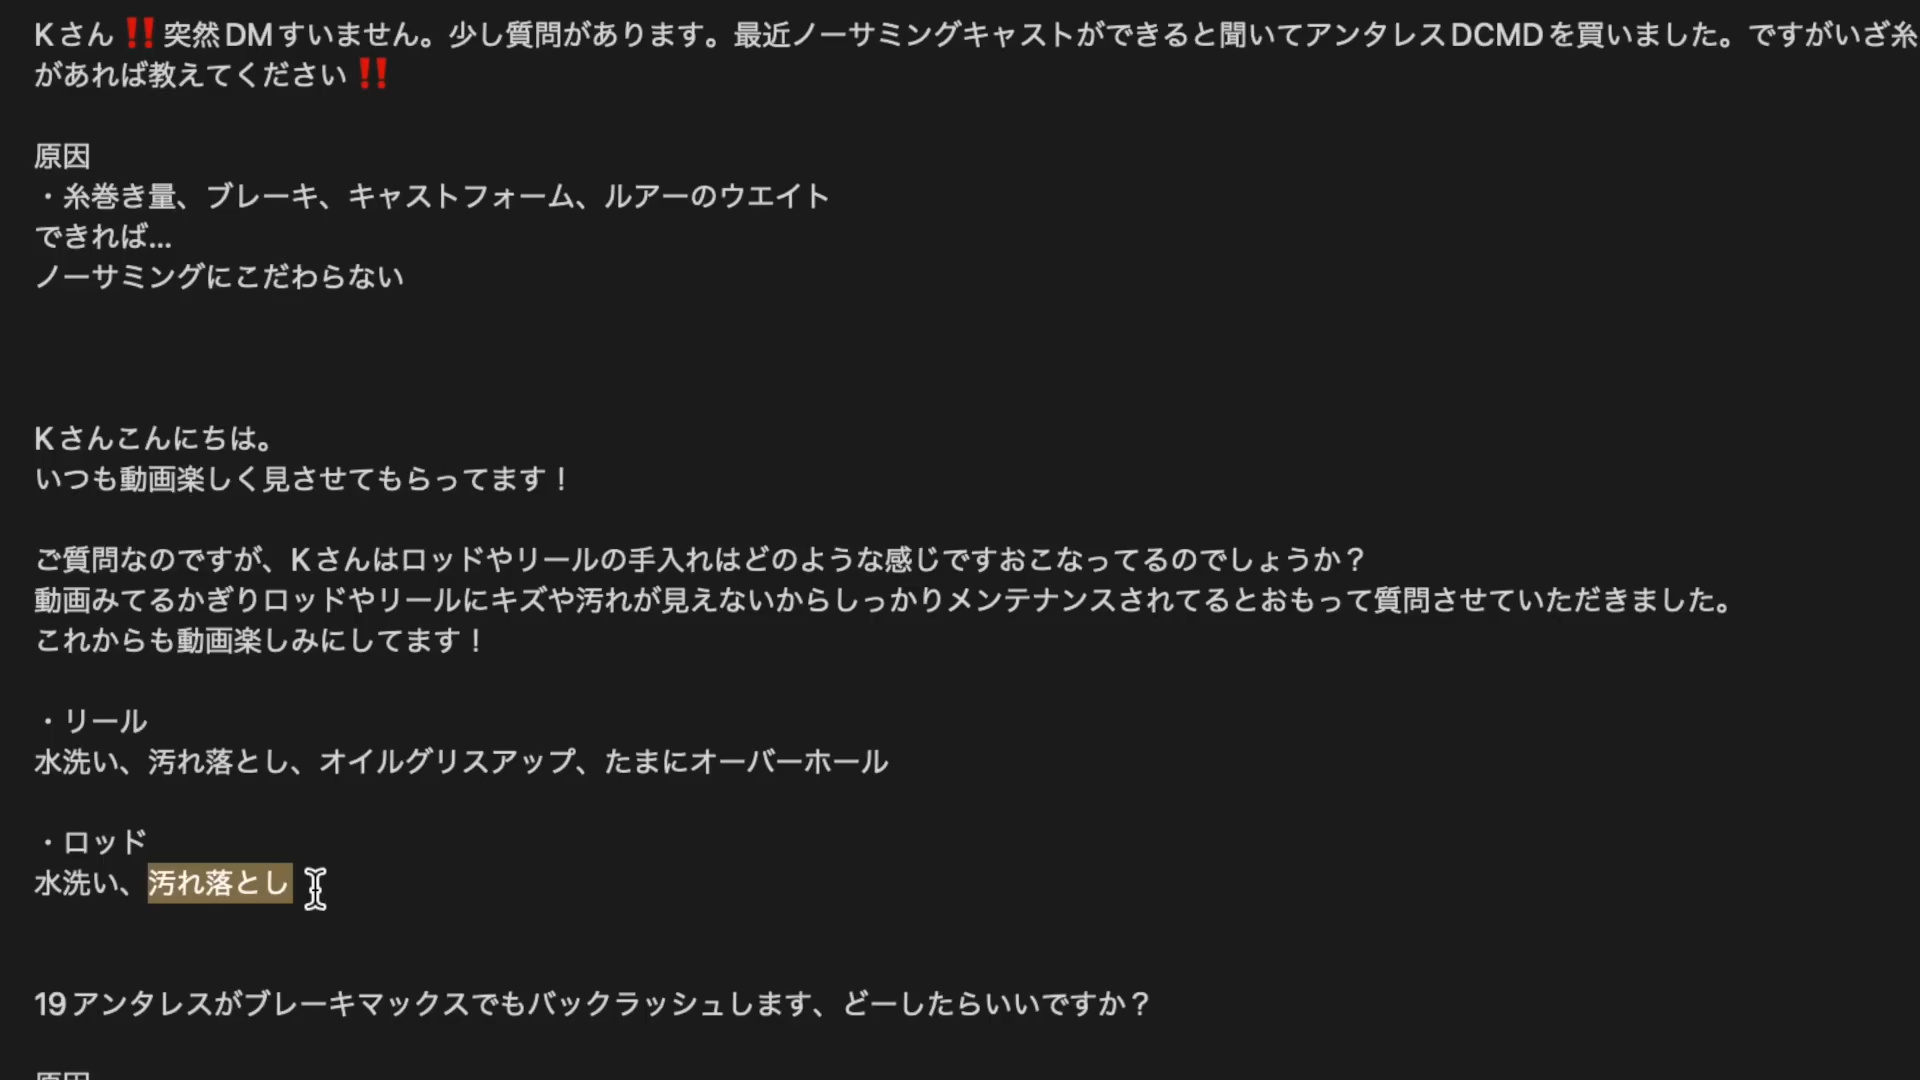 Kさん‼️突然DMすいません。少し質問があります。最近ノーサミングキャストができると聞いてアンタレスDCMDを買いました。ですがいざ糸
があれば教えてください‼️
原因
・糸巻き量、ブレーキ、キャストフォーム、ルアーのウエイト
できれば...
ノーサミングにこだわらない
Kさんこんにちは。
いつも動画楽しく見させてもらってます！
ご質問なのですが、Kさんはロッドやリールの手入れはどのような感じですおこなってるのでしょうか？
動画みてるかぎりロッドやリールにキズや汚れが見えないからしっかりメンテナンスされてるとおもって質問させていただきました。
これからも動画楽しみにしてます！
・リール
水洗い、汚れ落とし、オイルグリスアップ、たまにオーバーホール
・ロッド
水洗い、汚れ落とし
19アンタレスがブレーキマックスでもバックラッシュします、どーしたらいいですか？
原因